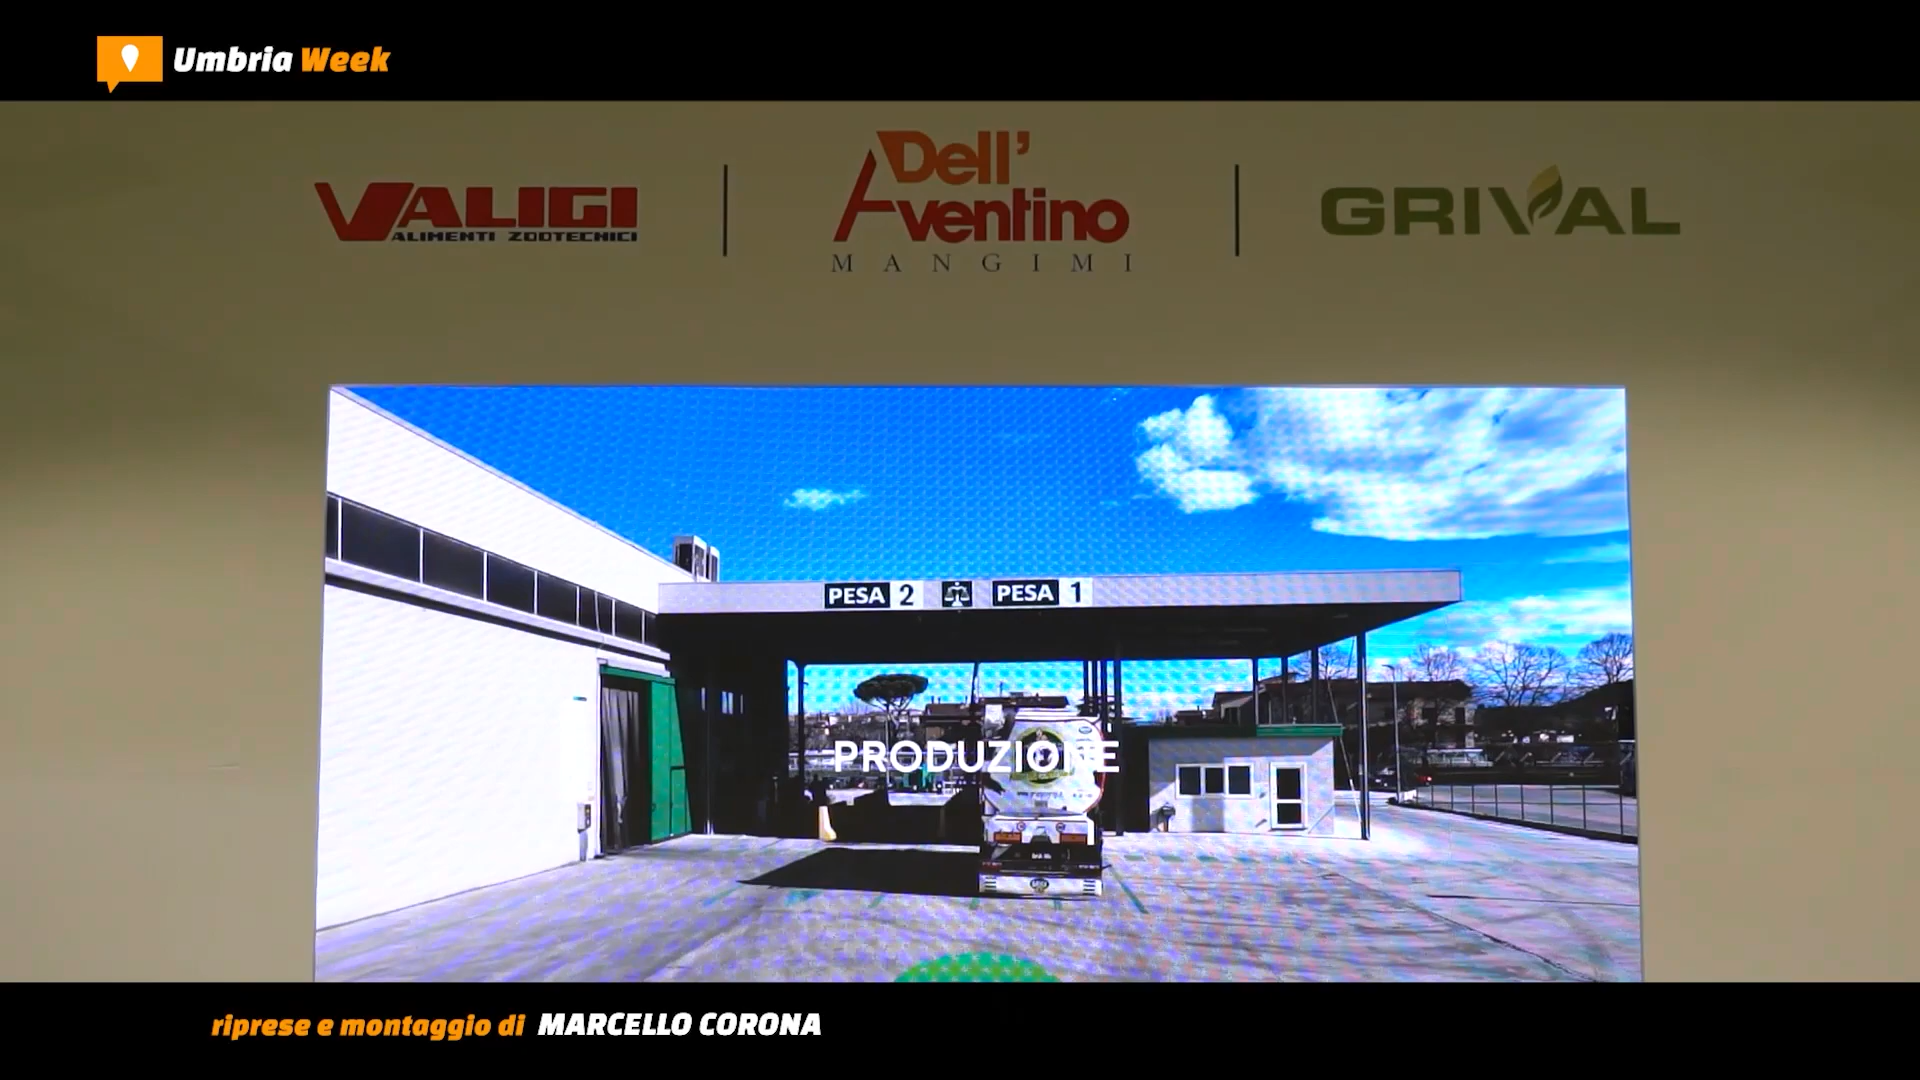 Umbria Week
VALIGI
ALIMENTI ZOOTECNICI
Dell'
Aventino
MANGIMI
GRIVAL
PESA 2 PESA 1
PRODUZIONE
riprese e montaggio di MARCELLO CORONA